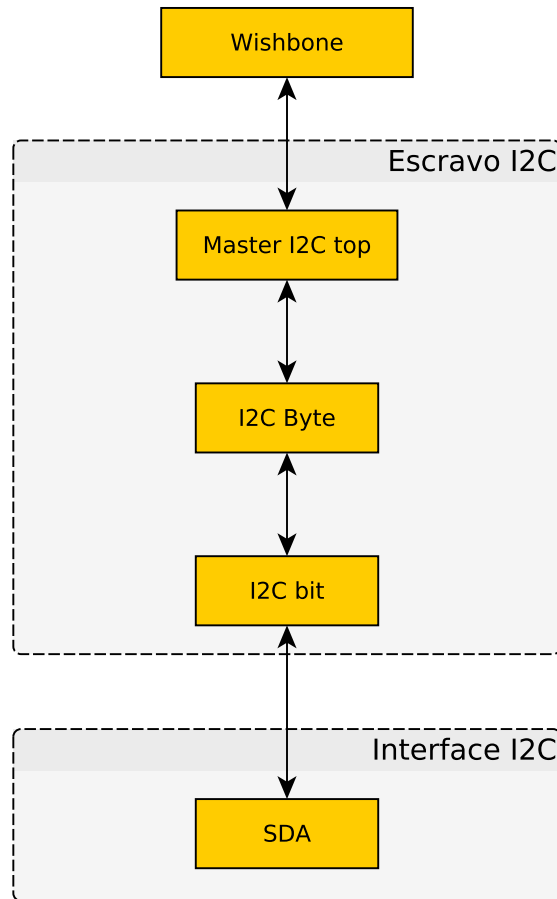 Wishbone
Escravo I2C
Master I2C top
I2C Byte
I2C bit
Interface I2C
SDA